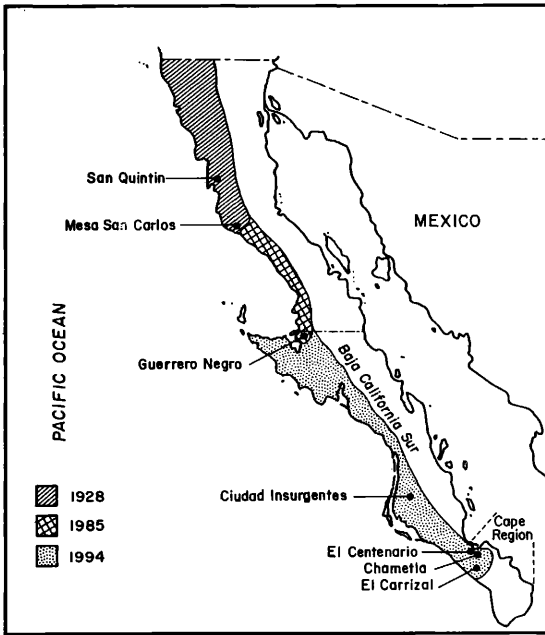 San Quintin
Mesa San Carlos
MEXICO
PACIFIC OCEAN
Guerrero Negro
Baja California Sur
1928
1985
1994
Ciudad Insurgentes
Cape
Region
El Centenario
Chametla
El Carrizal